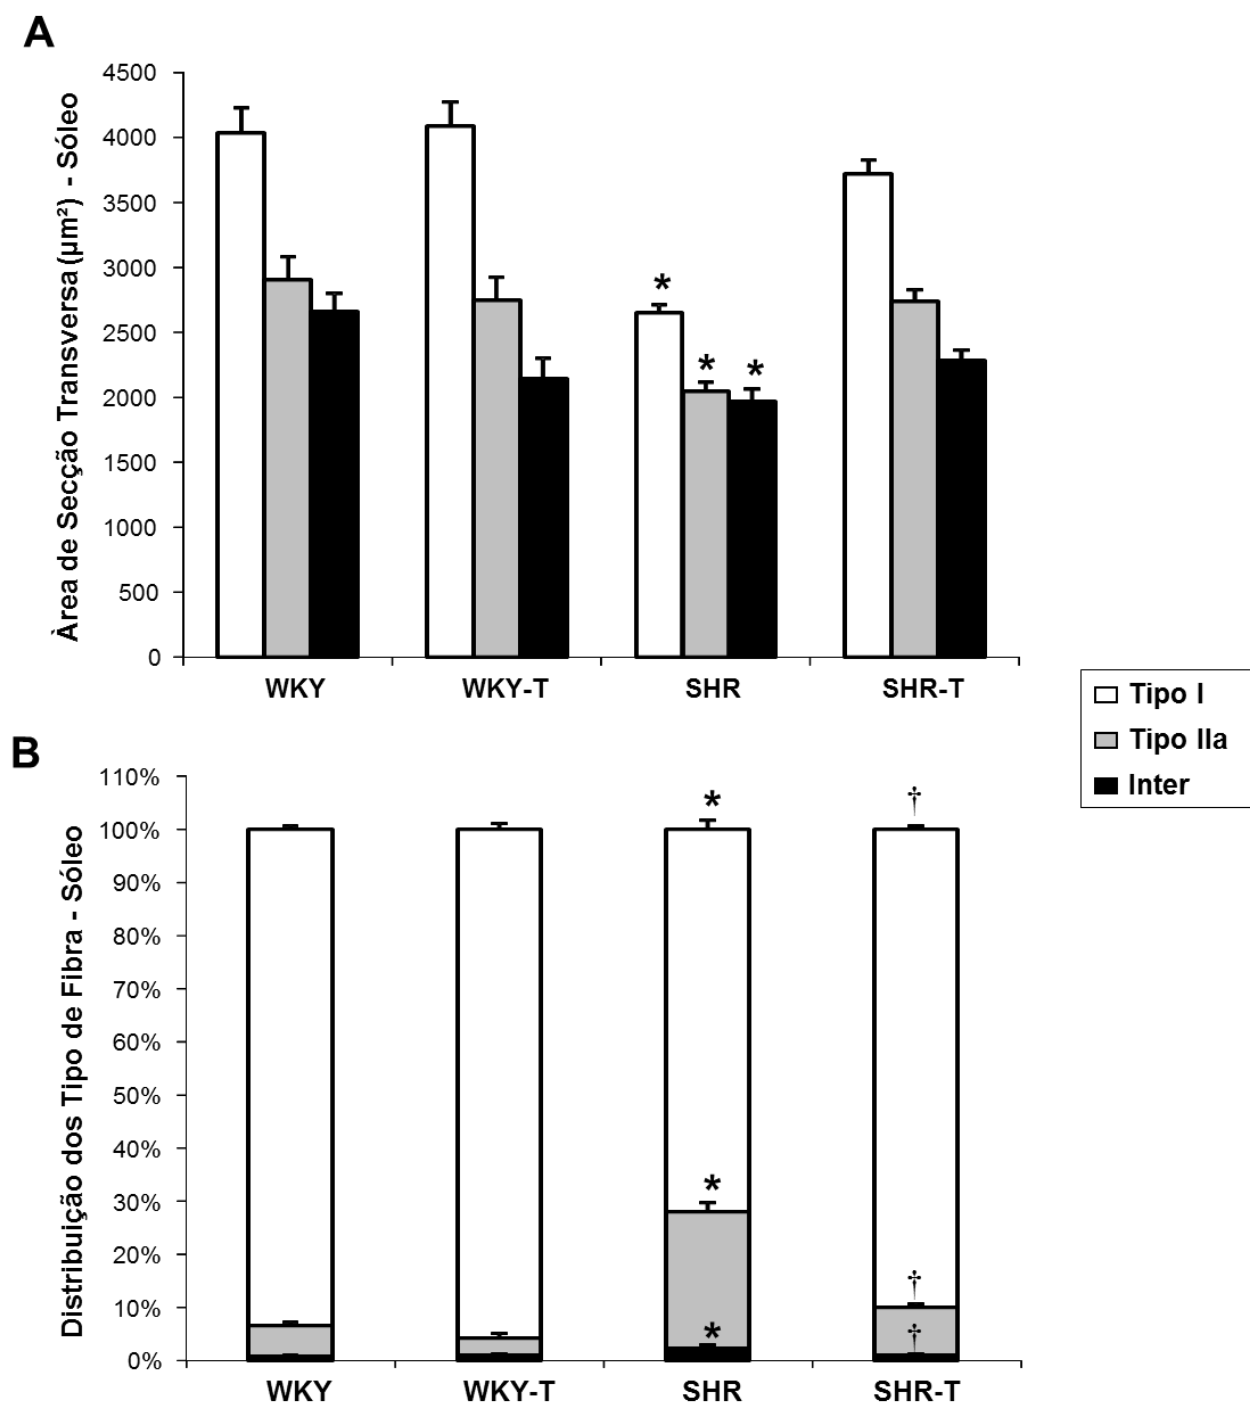 A
Àrea de Secção Transversa (µm²) - Sóleo
4500
4000
3500
3000
2500
2000
1500
1000
500
0
*
*
*
WKY
WKY-T
SHR
SHR-T
Tipo I
Tipo IIa
Inter
B
Distribuição dos Tipo de Fibra - Sóleo
110%
100%
90%
80%
70%
60%
50%
40%
30%
20%
10%
0%
*
†
*
†
*
†
WKY
WKY-T
SHR
SHR-T